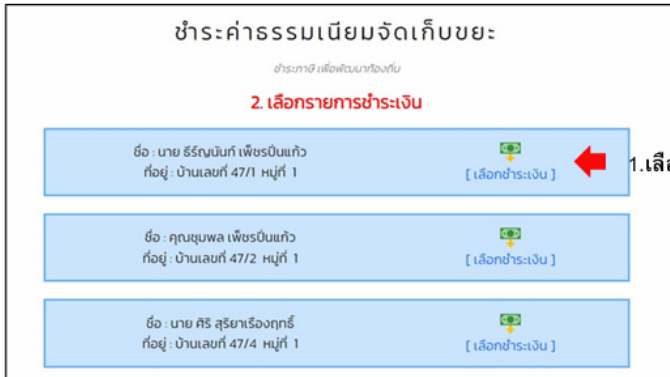 ชำระค่าธรรมเนียมจัดเก็บขยะ
ชำระภาษี เพื่อพัฒนาท้องถิ่น
2. เลือกรายการชำระเงิน
ชื่อ : นาย ธีรัญนันท์ เพ็ชรปิ่นแก้ว
ที่อยู่ : บ้านเลขที่ 47/1 หมู่ที่ 1
[ เลือกชำระเงิน ]
1.เลื
ชื่อ : คุณชุมพล เพ็ชรปิ่นแก้ว
ที่อยู่ : บ้านเลขที่ 47/2 หมู่ที่ 1
[ เลือกชำระเงิน ]
ชื่อ : นาย ศิริ สุริยาเรืองฤทธิ์
ที่อยู่ : บ้านเลขที่ 47/4 หมู่ที่ 1
[ เลือกชำระเงิน ]